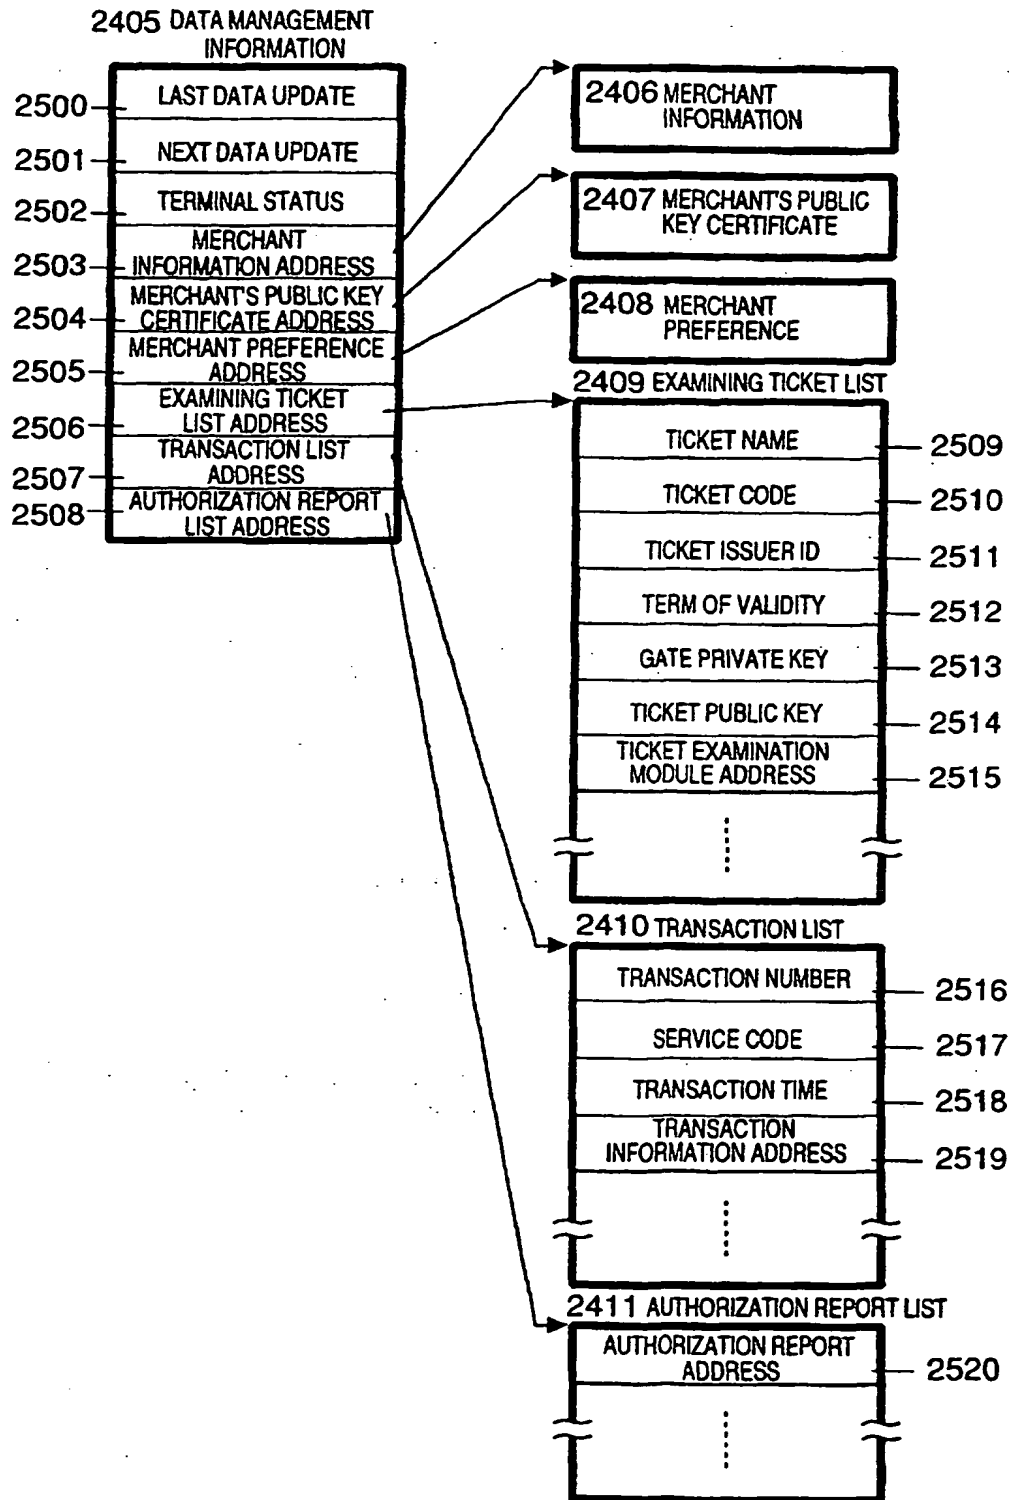 2405 DATA MANAGEMENT
INFORMATION
2500 LAST DATA UPDATE
2501 NEXT DATA UPDATE
2502 TERMINAL STATUS
MERCHANT
2503 INFORMATION ADDRESS
MERCHANT'S PUBLIC KEY
2504 CERTIFICATE ADDRESS
MERCHANT PREFERENCE
2505 ADDRESS
EXAMINING TICKET
2506 LIST ADDRESS
TRANSACTION LIST
2507 ADDRESS
2508 AUTHORIZATION REPORT
LIST ADDRESS
2406 MERCHANT
INFORMATION
2407 MERCHANT'S PUBLIC
KEY CERTIFICATE
2408 MERCHANT
PREFERENCE
2409 EXAMINING TICKET LIST
TICKET NAME 2509
TICKET CODE 2510
TICKET ISSUER ID 2511
TERM OF VALIDITY 2512
GATE PRIVATE KEY 2513
TICKET PUBLIC KEY 2514
TICKET EXAMINATION
MODULE ADDRESS 2515
2410 TRANSACTION LIST
TRANSACTION NUMBER 2516
SERVICE CODE 2517
TRANSACTION TIME 2518
TRANSACTION
INFORMATION ADDRESS 2519
2411 AUTHORIZATION REPORT LIST
AUTHORIZATION REPORT
ADDRESS 2520